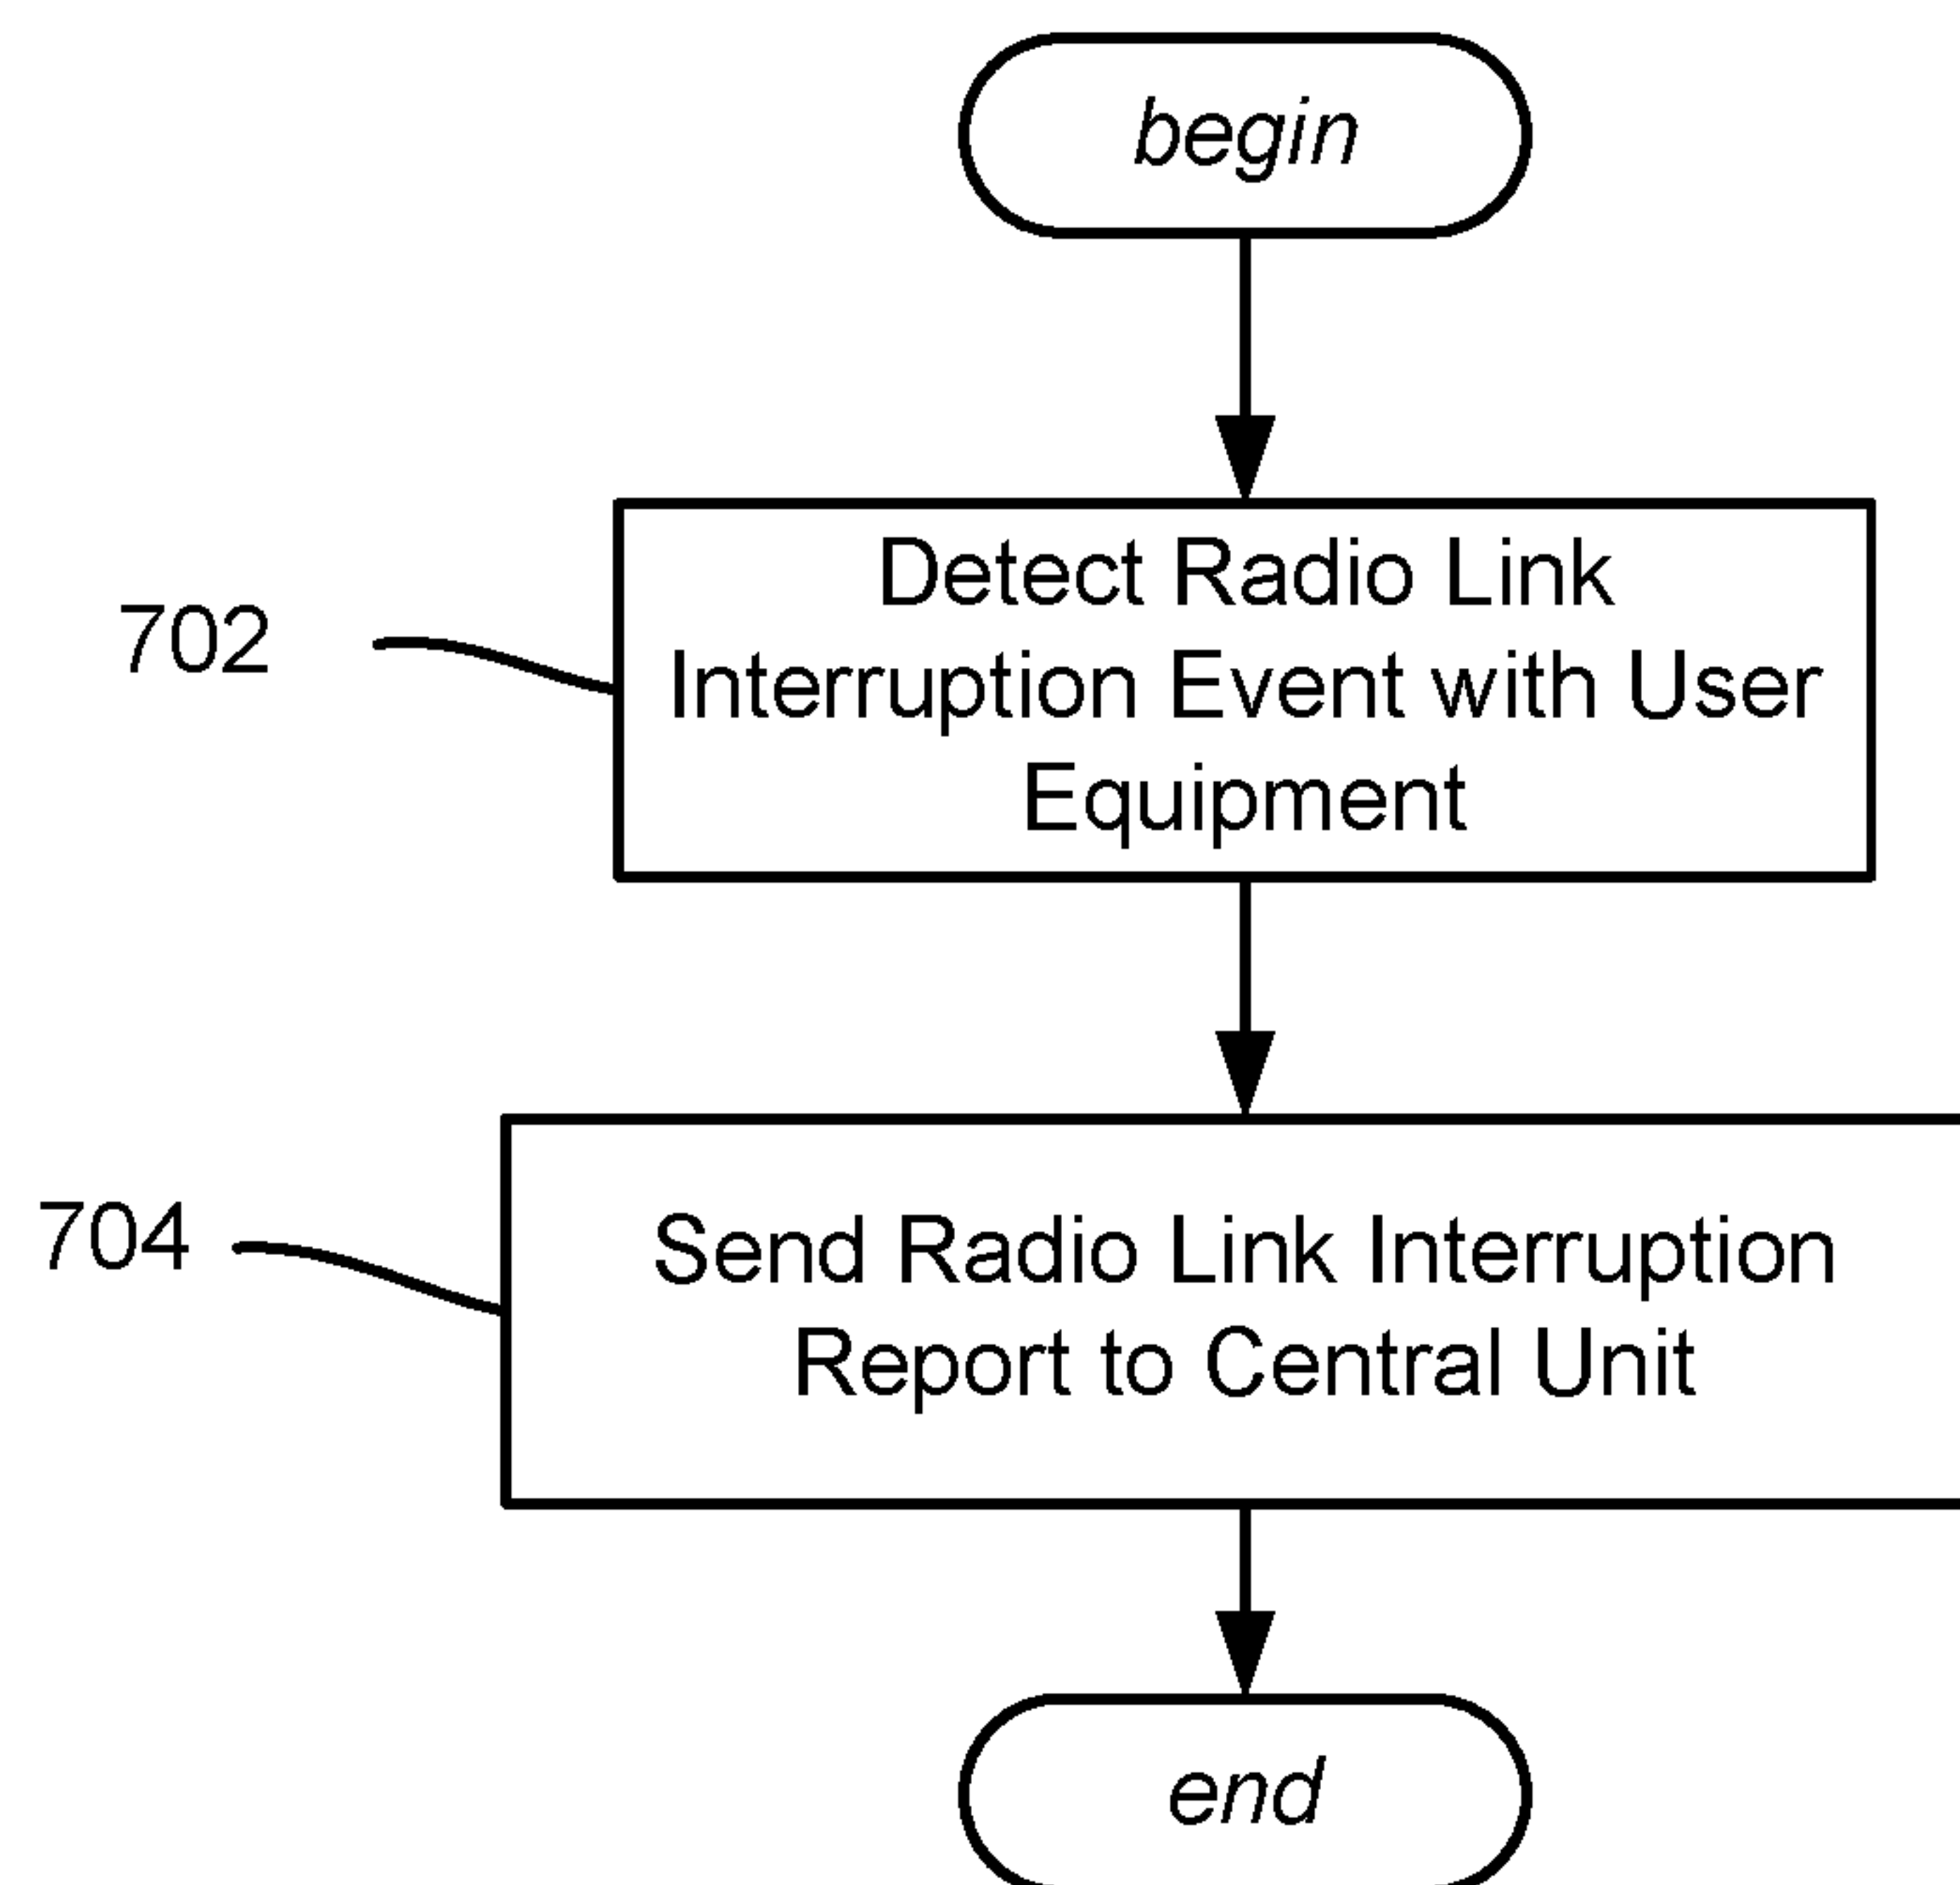 begin
Detect Radio Link
Interruption Event with User
Equipment
702
Send Radio Link Interruption
Report to Central Unit
704
end